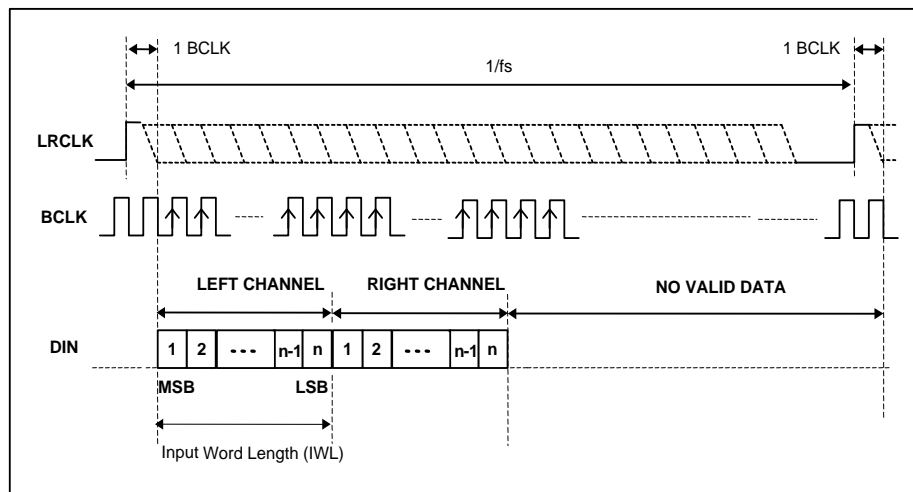 1 BCLK
1 BCLK
1/fs
LRCLK
BCLK
LEFT CHANNEL
RIGHT CHANNEL
NO VALID DATA
DIN
1 2 --- n-1 n 1 2 --- n-1 n
MSB
LSB
Input Word Length (IWL)